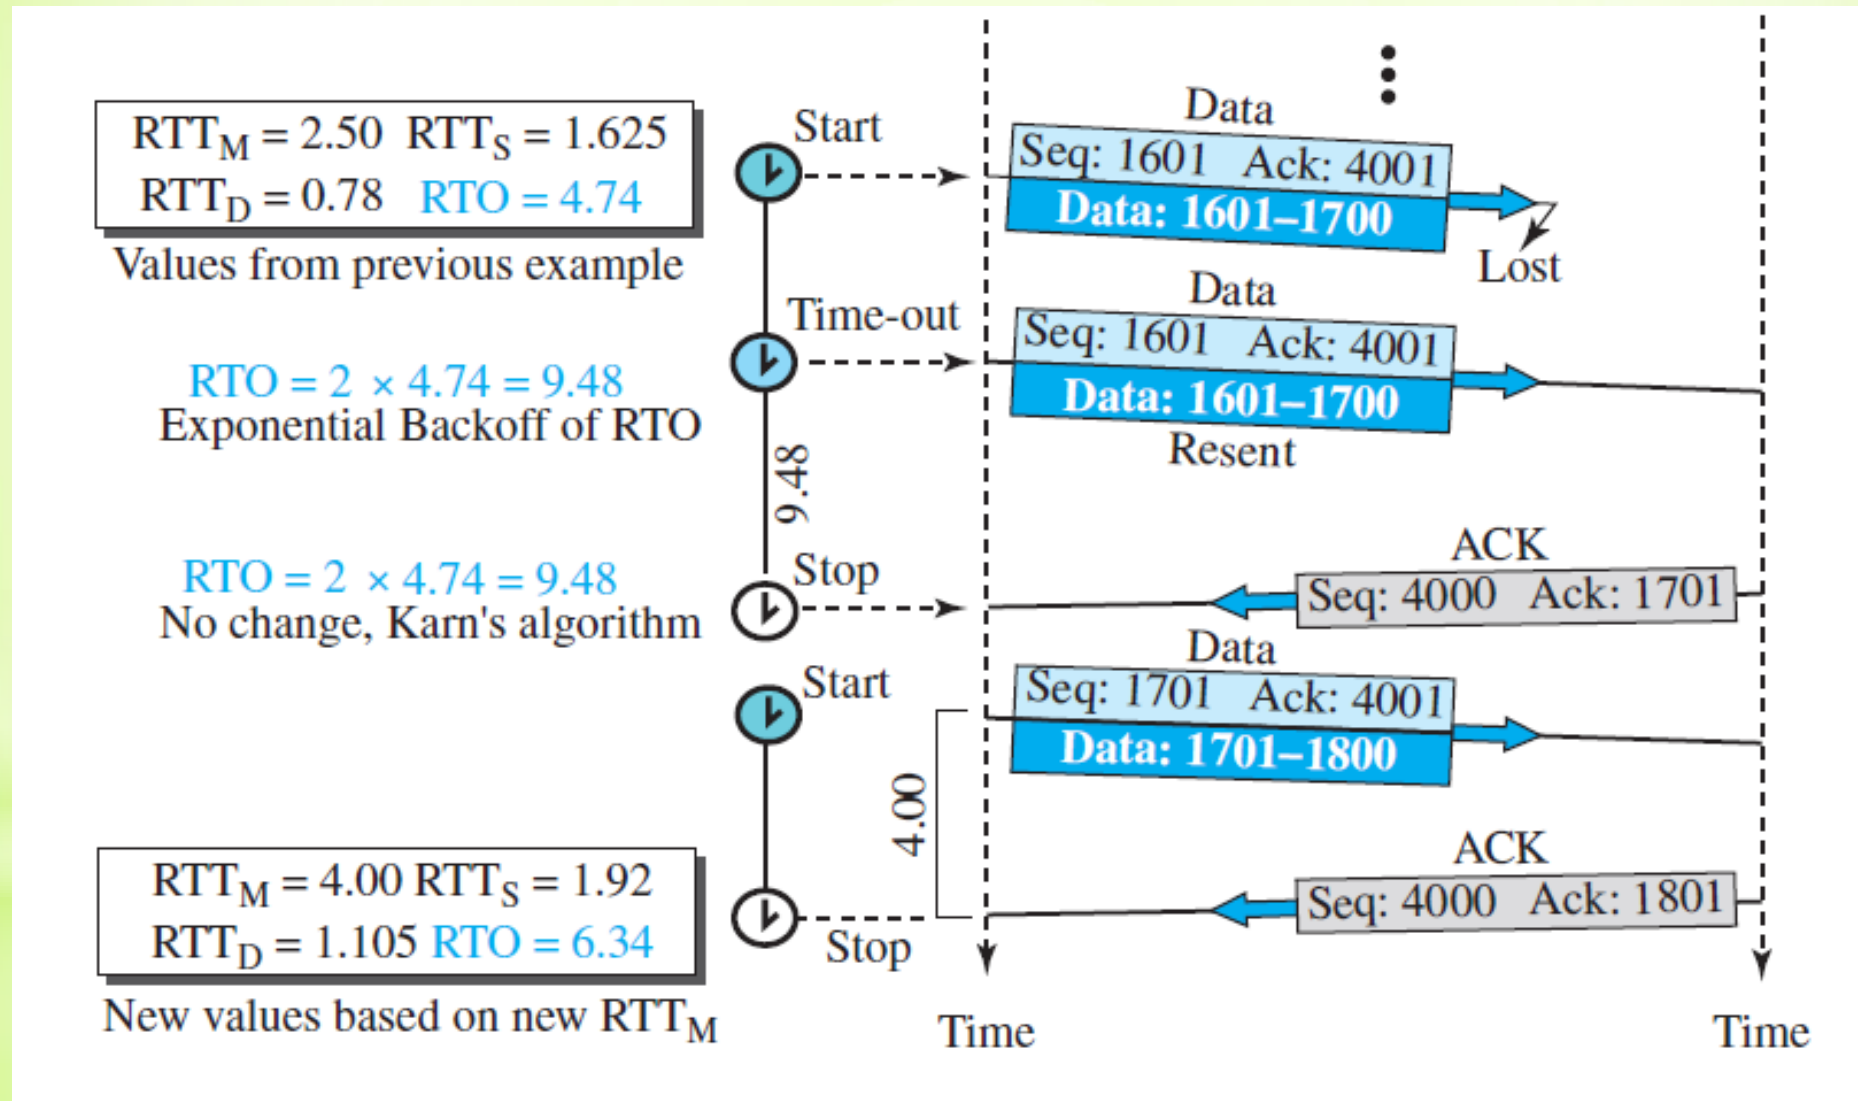 Data
Start
RTTM = 2.50 RTTS = 1.625
Seq: 1601 Ack: 4001
RTTD = 0.78 RTO = 4.74
Data: 1601–1700
Values from previous example
Lost
Data
Time-out
Seq: 1601 Ack: 4001
RTO = 2 × 4.74 = 9.48
Data: 1601–1700
Exponential Backoff of RTO
Resent
9.48
ACK
Stop
RTO = 2 × 4.74 = 9.48
Seq: 4000 Ack: 1701
No change, Karn's algorithm
Data
Start
Seq: 1701 Ack: 4001
Data: 1701–1800
4.00
ACK
RTTM = 4.00 RTTS = 1.92
Seq: 4000 Ack: 1801
RTTD = 1.105 RTO = 6.34
Stop
New values based on new RTTM
Time
Time